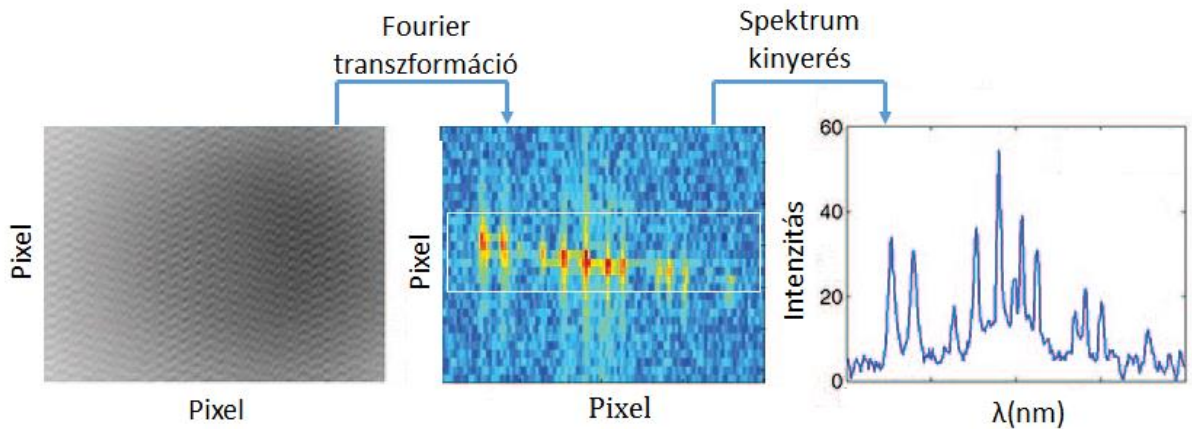 Fourier
transzformáció
Spektrum
kinyerés
Pixel
Pixel
Pixel
Pixel
Intenzitás
60
40
20
0
λ(nm)